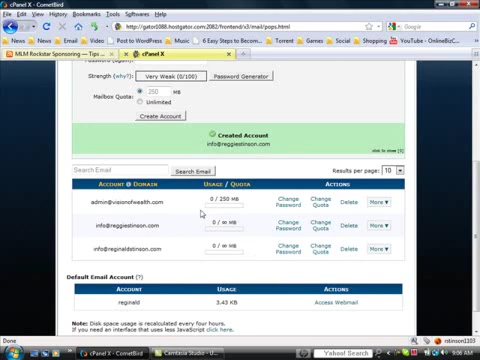 cPanel X - CometBird
File Edit View History Bookmarks Tools Softwares Help
http://gator1088.hostgator.com:2082/frontend/x3/mail/pops.html
News Email Post to WordPress Music 6 Easy Steps to Become... Tax Social Shopping YouTube - OnlineBizC...
MLM Rockstar Sponsoring — Tips ... cPanel X
Strength (why?): Very Weak (0/100) Password Generator
Mailbox Quota: 250 MB
Unlimited
Create Account
Created Account
info@reggiestinson.com
Search Email Search Email Results per page: 10
Account @ Domain Usage / Quota Actions
admin@visionofwealth.com 0 / 250 MB Change Password Change Quota Delete More ▼
info@reggiestinson.com 0 / ∞ MB Change Password Change Quota Delete More ▼
info@reginaldstinson.com 0 / ∞ MB Change Password Change Quota Delete More ▼
Default Email Account (?)
Account Usage Actions
reginald 3.43 KB Access Webmail
Note: Disk space usage is recalculated every four hours.
If you need an interface that uses less JavaScript click here.
Done rstinson1103
cPanel X - CometBird Camtasia Studio - U... Yahoo! Search 9:06 AM